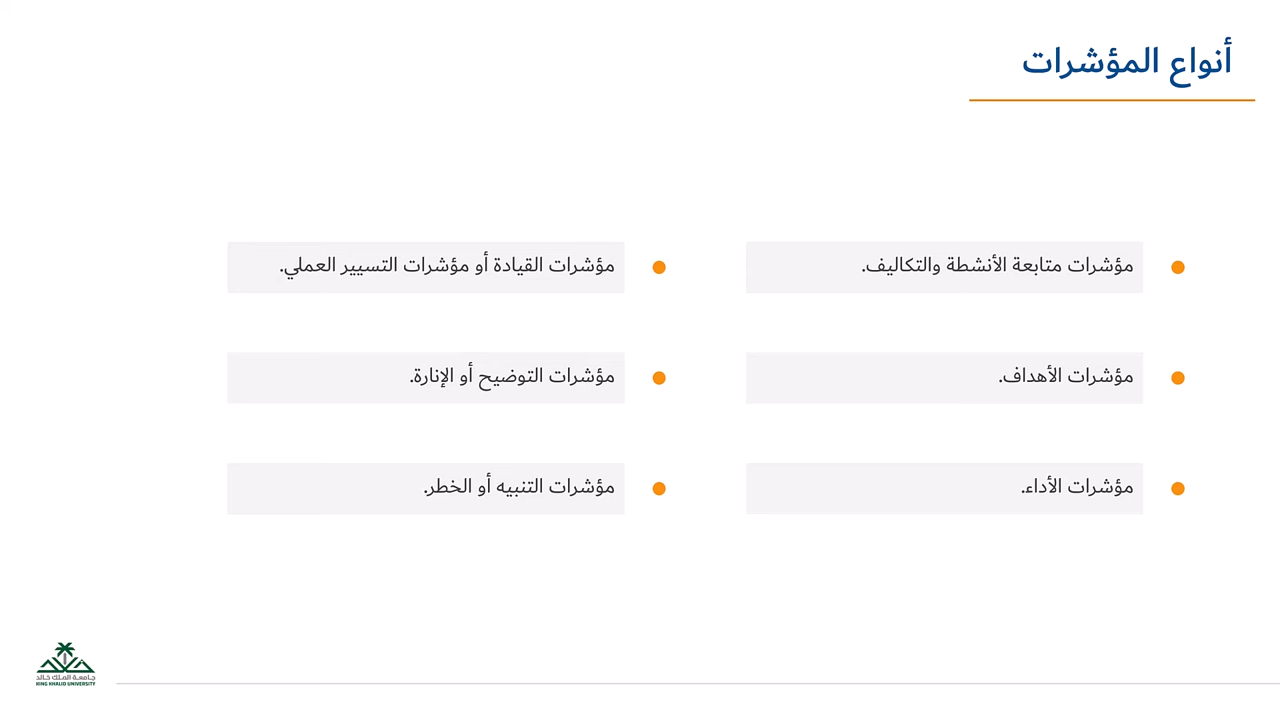 أنواع المؤشرات
مؤشرات متابعة الأنشطة والتكاليف.
مؤشرات الأهداف.
مؤشرات الأداء.
مؤشرات القيادة أو مؤشرات التسيير العملي.
مؤشرات التوضيح أو الإنارة.
مؤشرات التنبيه أو الخطر.
جامعة الملك خالد
KING KHALID UNIVERSITY